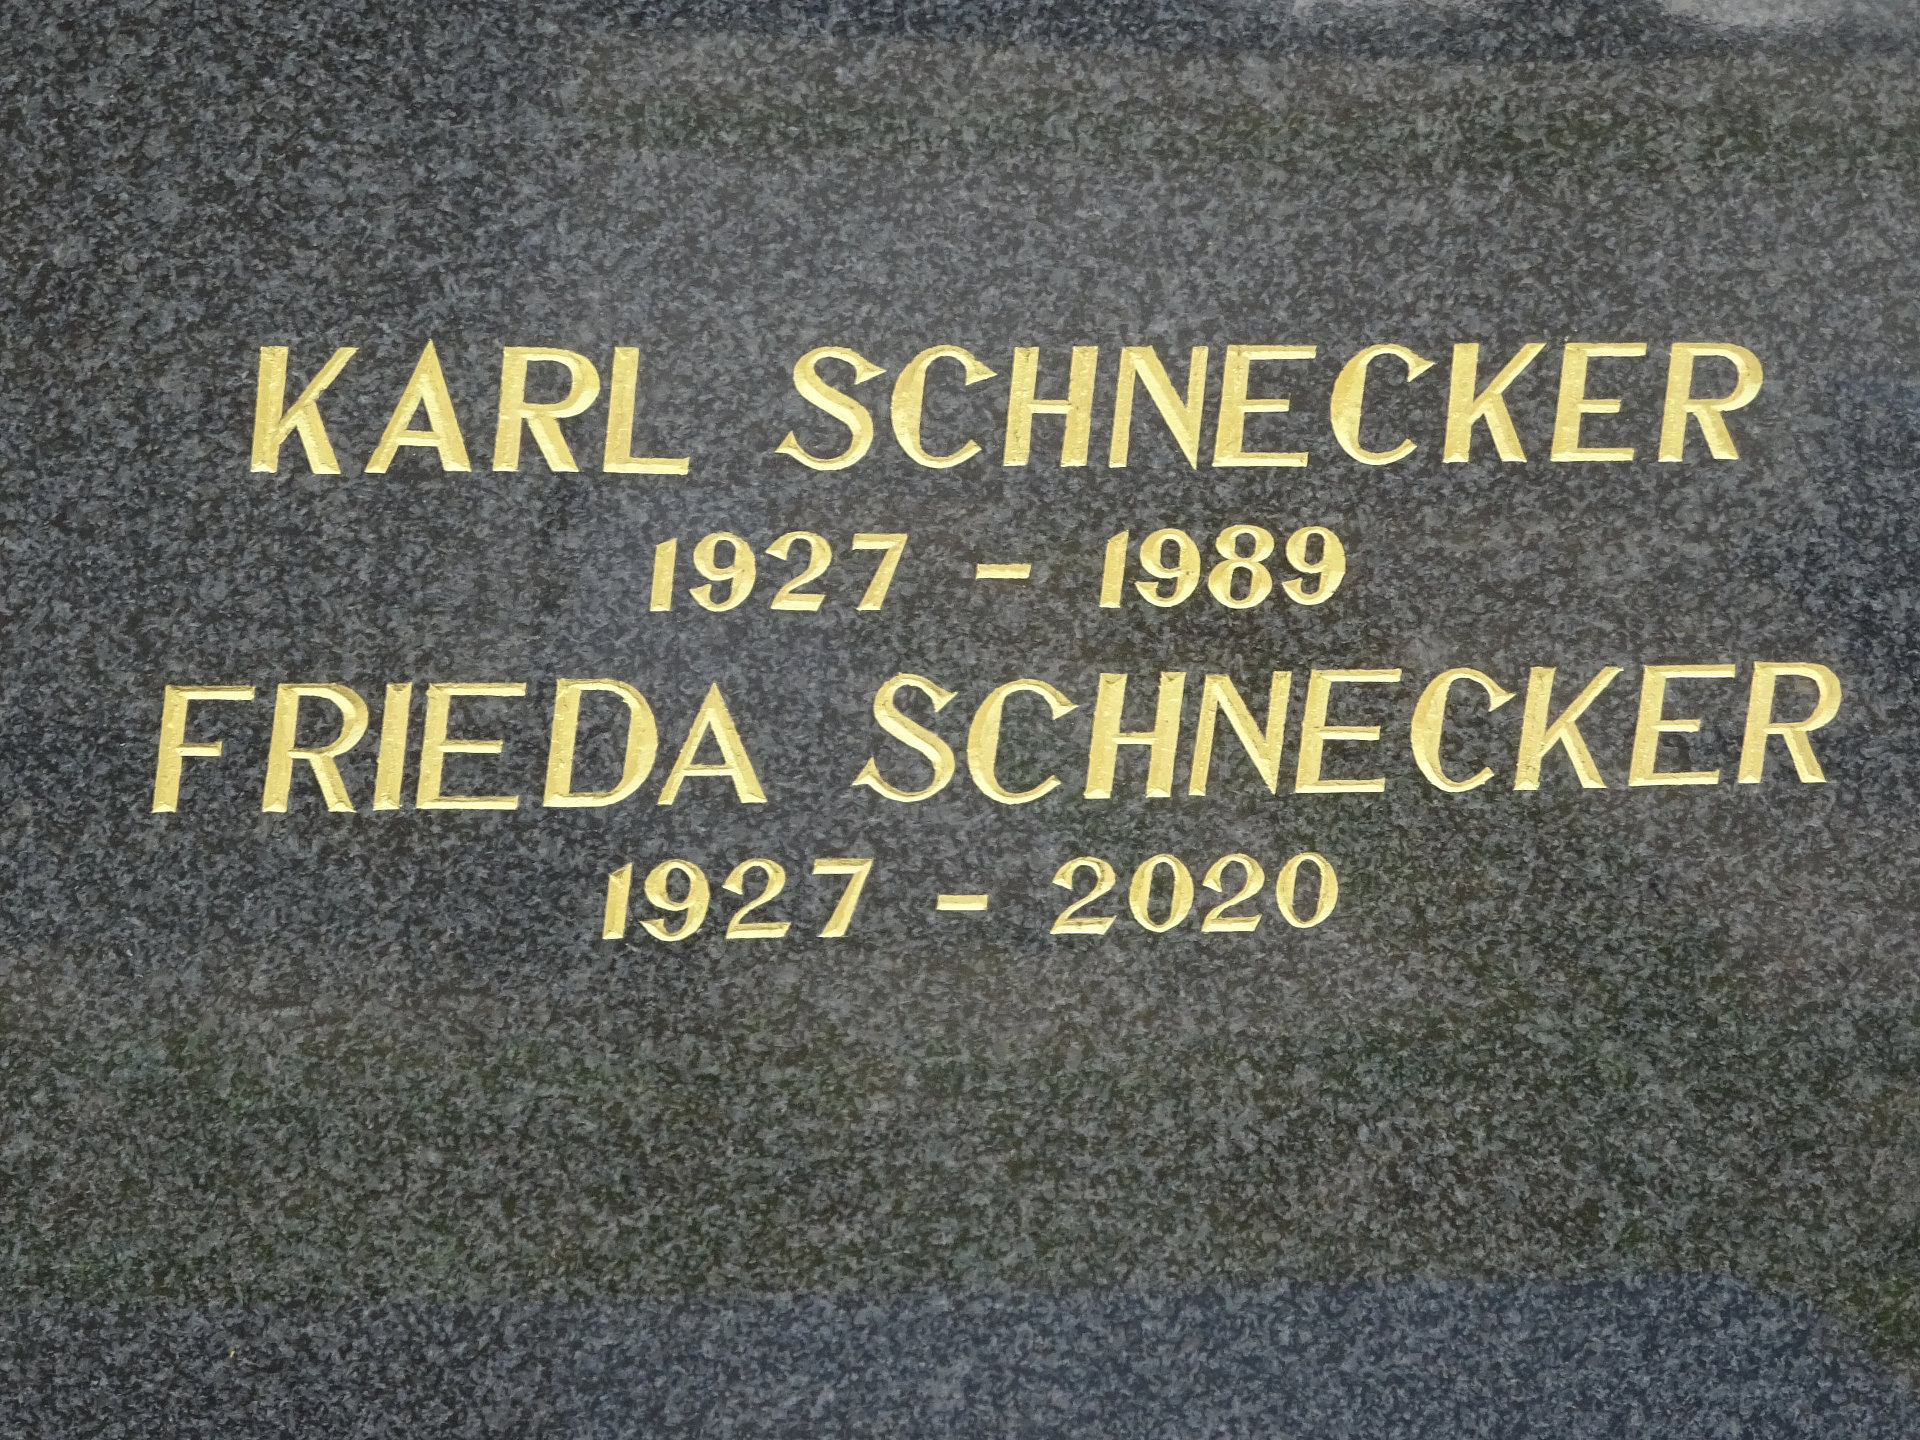 KARL SCHNECKER
1927 - 1989
FRIEDA SCHNECKER
1927 - 2020